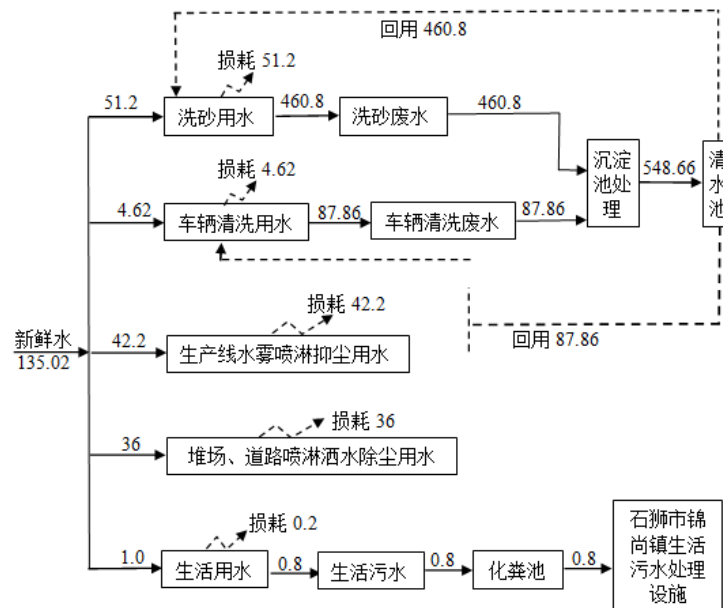 回用 460.8
损耗 51.2
51.2
洗砂用水
460.8
洗砂废水
460.8
沉淀
池处
理
548.66
清
水
池
损耗 4.62
4.62
车辆清洗用水
87.86
车辆清洗废水
87.86
损耗 42.2
新鲜水
135.02
42.2
生产线水雾喷淋抑尘用水
回用 87.86
损耗 36
36
堆场、道路喷淋洒水除尘用水
损耗 0.2
1.0
生活用水
0.8
生活污水
0.8
化粪池
0.8
石狮市锦
尚镇生活
污水处理
设施